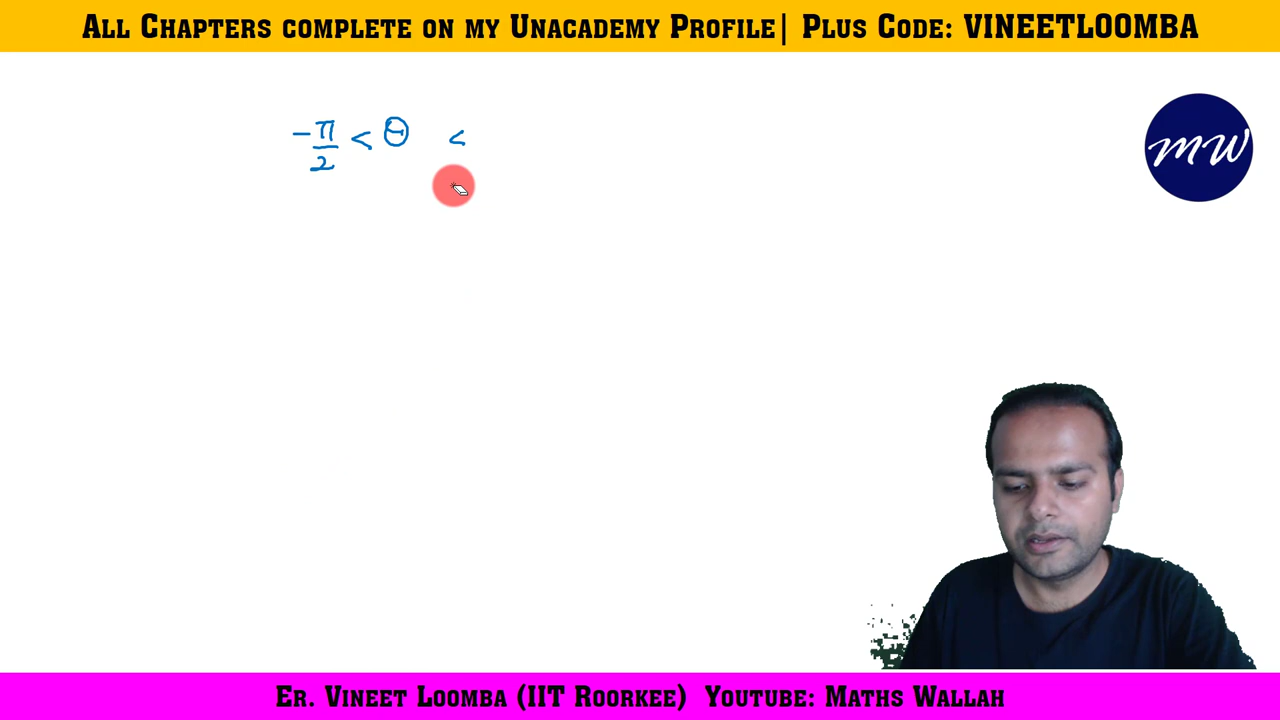 ALL CHAPTERS COMPLETE ON MY UNACADEMY PROFILE| PLUS CODE: VINEETLOOMBA
-π/2 < Θ <
MW
ER. VINEET LOOMBA (IIT ROORKEE) YOUTUBE: MATHS WALLAH